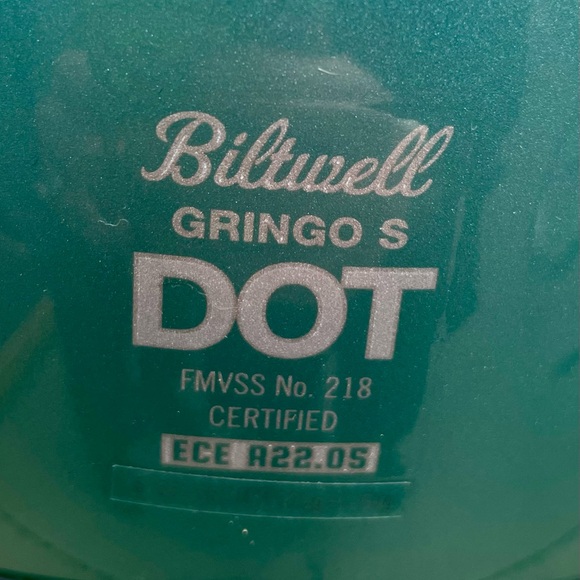 Biltwell
GRINGO S
DOT
FMVSS No. 218
CERTIFIED
ECE R22.05